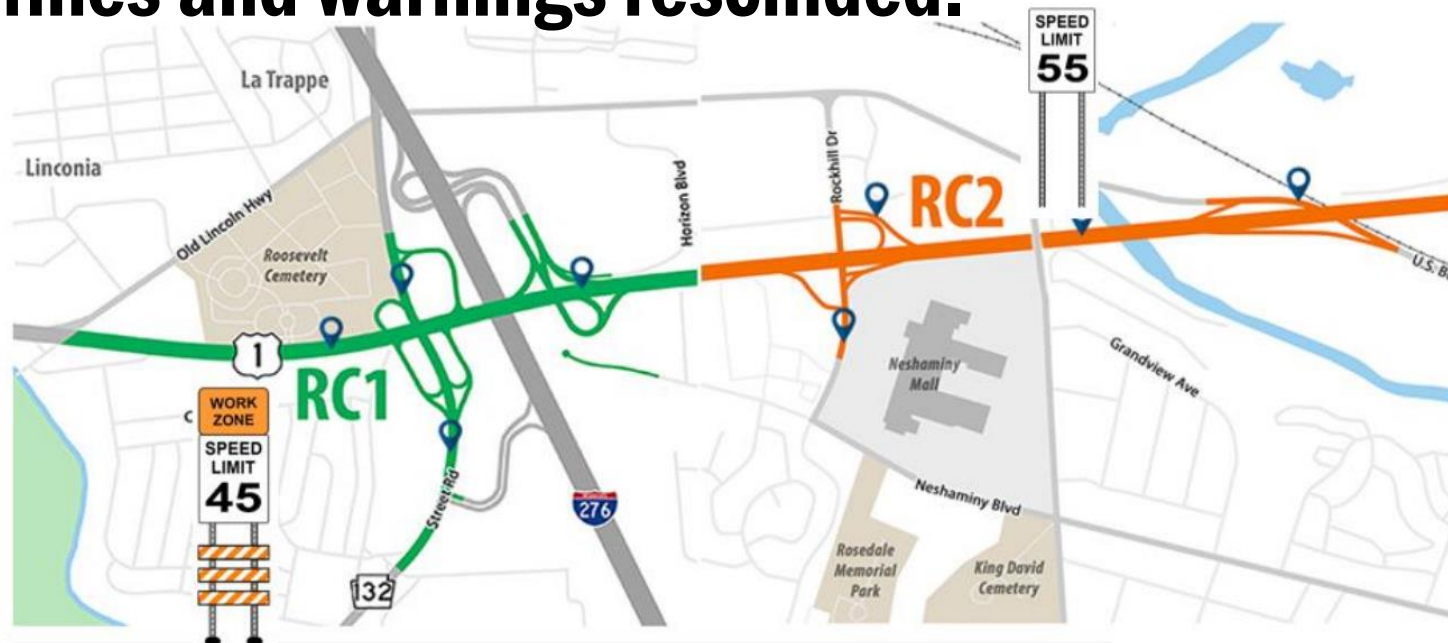 fines and warnings rescinded.
SPEED
LIMIT
55
La Trappe
Linconia
Old Lincoln Hwy
Roosevelt
Cemetery
Horizon Blvd
Rockhill Dr
RC2
U.S. B
1
RC1
Neshaminy
Mall
Grandview Ave
C
WORK
ZONE
SPEED
LIMIT
45
Street Rd
276
Neshaminy Blvd
132
Rosedale
Memorial
Park
King David
Cemetery